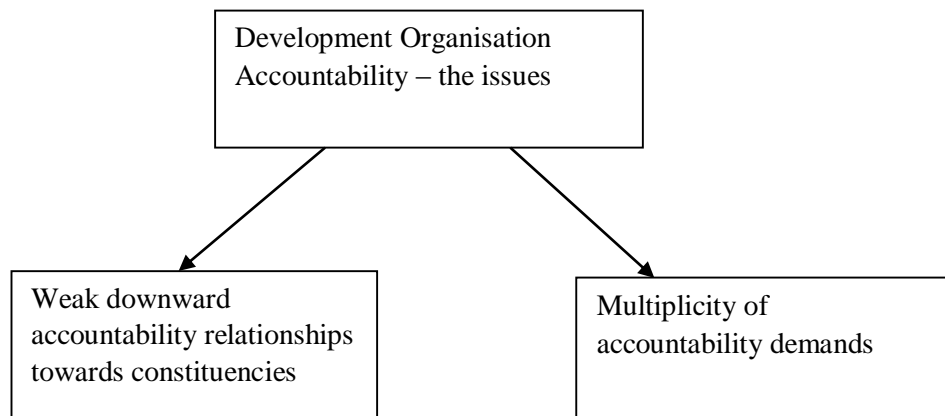 Development Organisation
Accountability – the issues
Weak downward
accountability relationships
towards constituencies
Multiplicity of
accountability demands